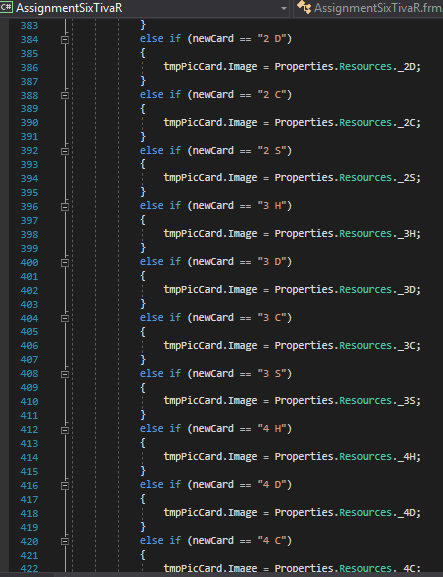 C# AssignmentSixTivaR AssignmentSixTivaR.frm
383 }
384 else if (newCard == "2 D")
385 {
386 tmpPicCard.Image = Properties.Resources._2D;
387 }
388 else if (newCard == "2 C")
389 {
390 tmpPicCard.Image = Properties.Resources._2C;
391 }
392 else if (newCard == "2 S")
393 {
394 tmpPicCard.Image = Properties.Resources._2S;
395 }
396 else if (newCard == "3 H")
397 {
398 tmpPicCard.Image = Properties.Resources._3H;
399 }
400 else if (newCard == "3 D")
401 {
402 tmpPicCard.Image = Properties.Resources._3D;
403 }
404 else if (newCard == "3 C")
405 {
406 tmpPicCard.Image = Properties.Resources._3C;
407 }
408 else if (newCard == "3 S")
409 {
410 tmpPicCard.Image = Properties.Resources._3S;
411 }
412 else if (newCard == "4 H")
413 {
414 tmpPicCard.Image = Properties.Resources._4H;
415 }
416 else if (newCard == "4 D")
417 {
418 tmpPicCard.Image = Properties.Resources._4D;
419 }
420 else if (newCard == "4 C")
421 {
422 tmpPicCard.Image = Properties.Resources._4C;